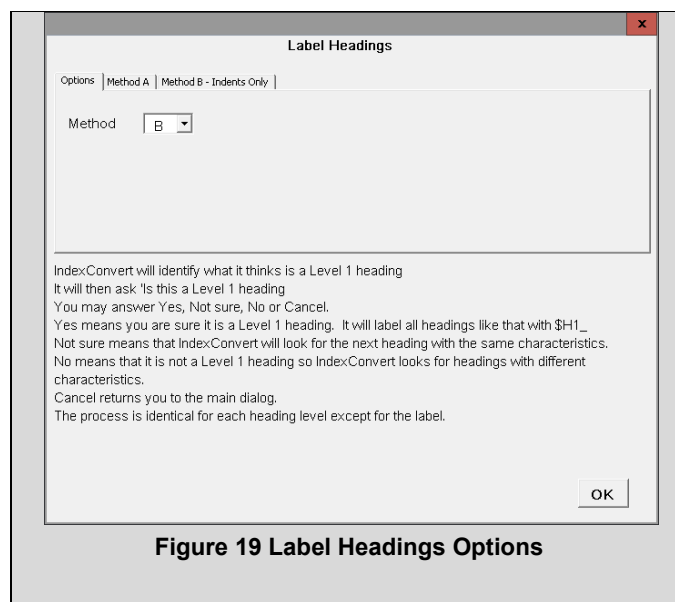 x
Label Headings
Options Method A Method B - Indents Only
Method B
IndexConvert will identify what it thinks is a Level 1 heading
It will then ask 'Is this a Level 1 heading
You may answer Yes, Not sure, No or Cancel.
Yes means you are sure it is a Level 1 heading. It will label all headings like that with $H1_
Not sure means that IndexConvert will look for the next heading with the same characteristics.
No means that it is not a Level 1 heading so IndexConvert looks for headings with different
characteristics.
Cancel returns you to the main dialog.
The process is identical for each heading level except for the label.
OK
Figure 19 Label Headings Options